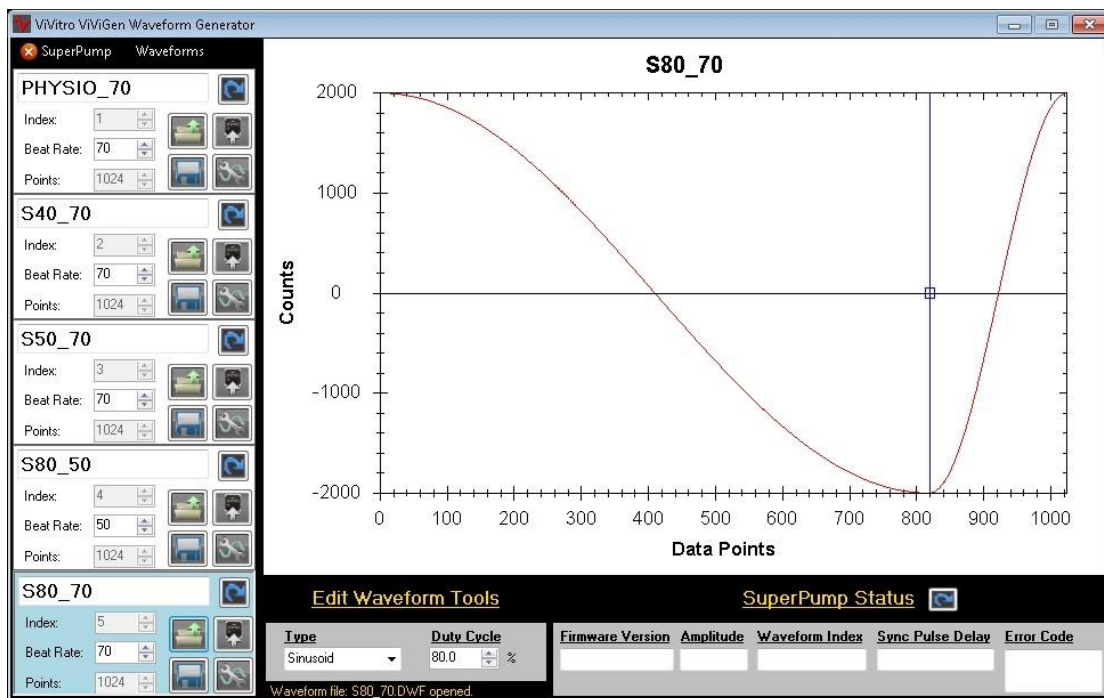 ViVitro ViViGen Waveform Generator
SuperPump Waveforms
PHYSIO_70
Index: 1
Beat Rate: 70
Points: 1024
S40_70
Index: 2
Beat Rate: 70
Points: 1024
S50_70
Index: 3
Beat Rate: 70
Points: 1024
S80_50
Index: 4
Beat Rate: 50
Points: 1024
S80_70
Index: 5
Beat Rate: 70
Points: 1024
S80_70
2000
1000
0
-1000
-2000
Counts
0 100 200 300 400 500 600 700 800 900 1000
Data Points
Edit Waveform Tools
Type Duty Cycle
Sinusoid 80.0 %
Waveform file: S80_70.DWF opened.
SuperPump Status
Firmware Version Amplitude Waveform Index Sync Pulse Delay Error Code